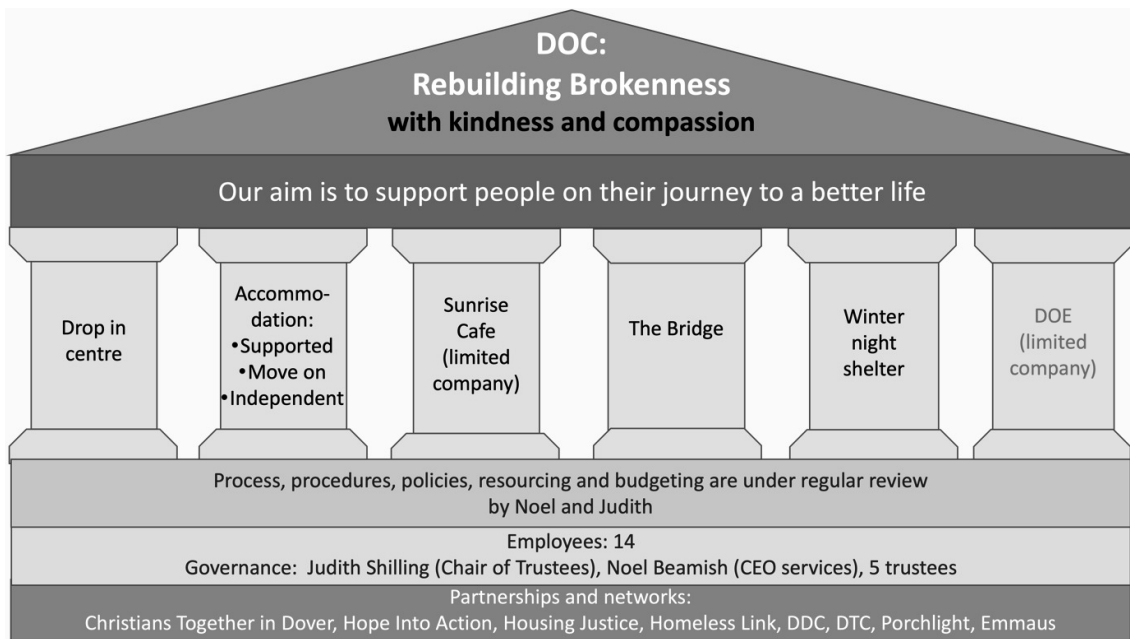 DOC:
Rebuilding Brokenness
with kindness and compassion
Our aim is to support people on their journey to a better life
Drop in
centre
Accommo-
dation:
•Supported
•Move on
•Independent
Sunrise
Cafe
(limited
company)
The Bridge
Winter
night
shelter
DOE
(limited
company)
Process, procedures, policies, resourcing and budgeting are under regular review
by Noel and Judith
Employees: 14
Governance: Judith Shilling (Chair of Trustees), Noel Beamish (CEO services), 5 trustees
Partnerships and networks:
Christians Together in Dover, Hope Into Action, Housing Justice, Homeless Link, DDC, DTC, Porchlight, Emmaus